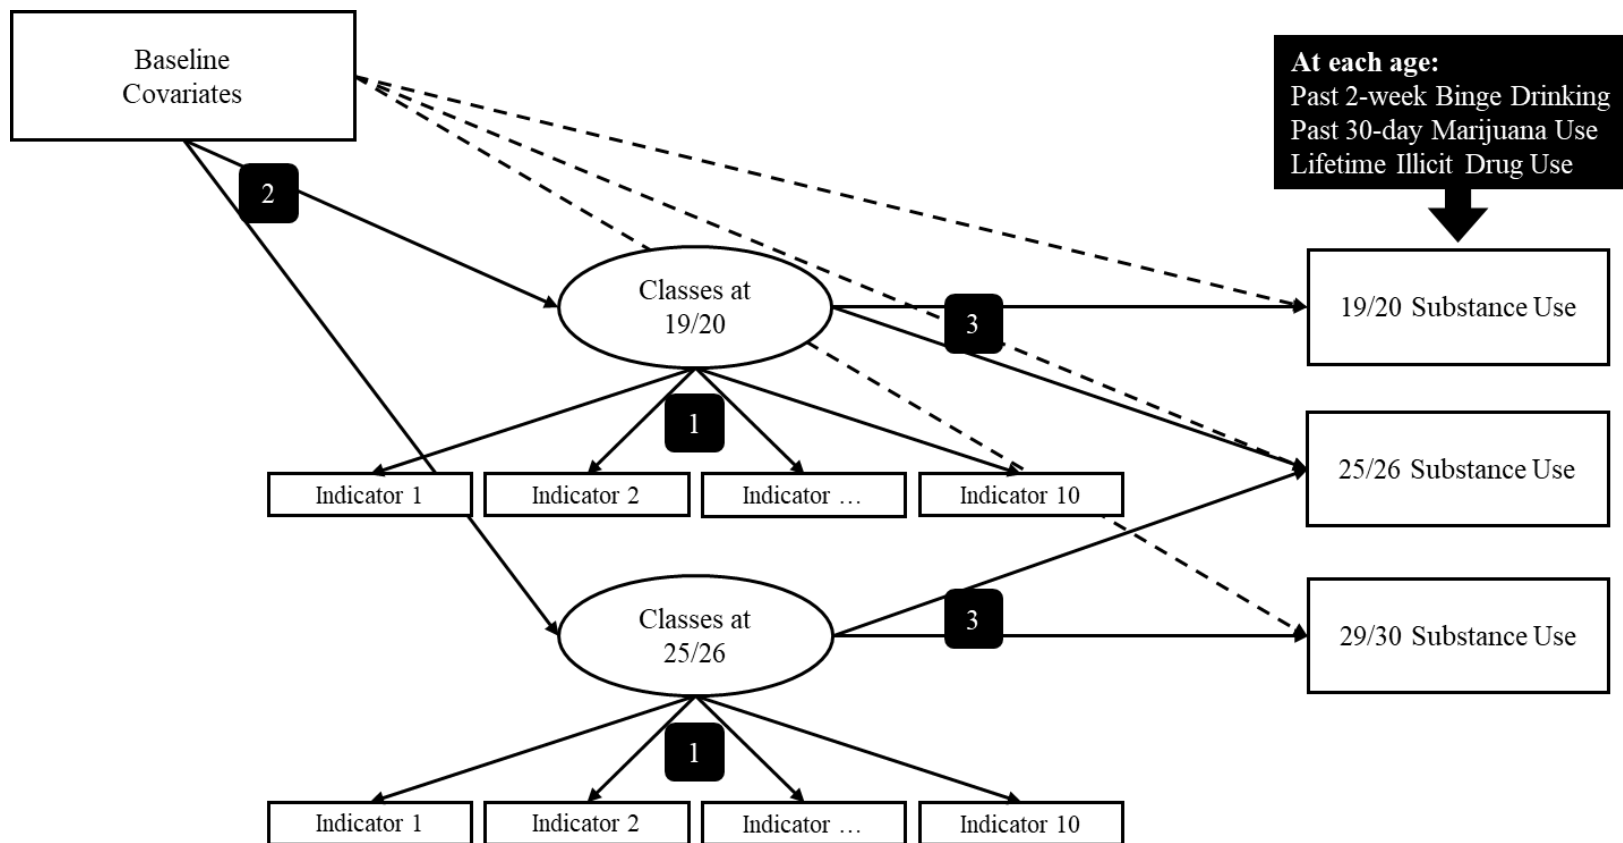 Baseline
Covariates
At each age:
Past 2-week Binge Drinking
Past 30-day Marijuana Use
Lifetime Illicit Drug Use
2
Classes at
19/20
3
19/20 Substance Use
1
25/26 Substance Use
Indicator 1
Indicator 2
Indicator …
Indicator 10
Classes at
25/26
3
29/30 Substance Use
1
Indicator 1
Indicator 2
Indicator …
Indicator 10